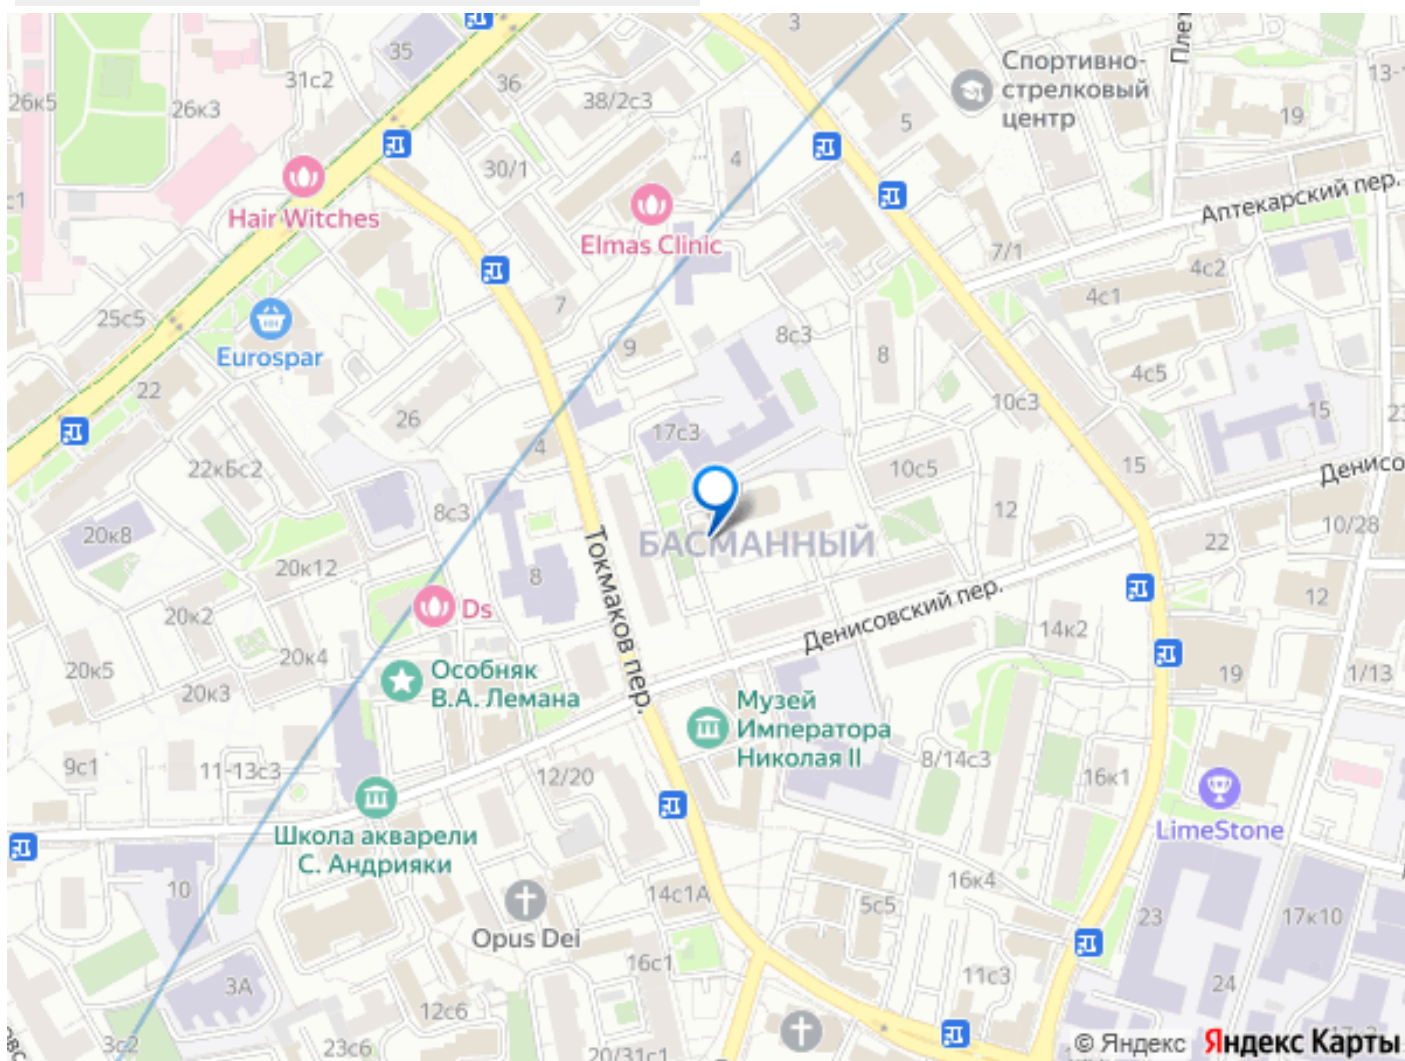 3
Плет
35
31с2
36
Спортивно-
стрелковый
центр
13-1
26к5
26к3
38/2с3
19
5
30/1
4
с1
Hair Witches
Аптекарский пер.
Elmas Clinic
7/1
4с2
4с1
25с5
7
8с3
9
8
Eurospar
22
4с5
26
10с3
15
17с3
23
4
15
22кБс2
10с5
Денисо
8с3
12
10/28
20к8
22
БАСМАННЫЙ
Токмаков пер.
20к12
8
12
Ds
Денисовский пер.
20к2
14к2
20к4
20к5
Особняк
В.А. Лемана
20к3
19
1/13
Музей
Императора
Николая II
9с1
11-13с3
12/20
8/14с3
16к1
Школа акварели
С. Андрияки
LimeStone
10
14с1А
16к4
5с5
23
17к10
Opus Dei
16с1
11с3
3А
24
12с6
3с2
23с6
20/31с1
© Яндекс
Яндекс Карты